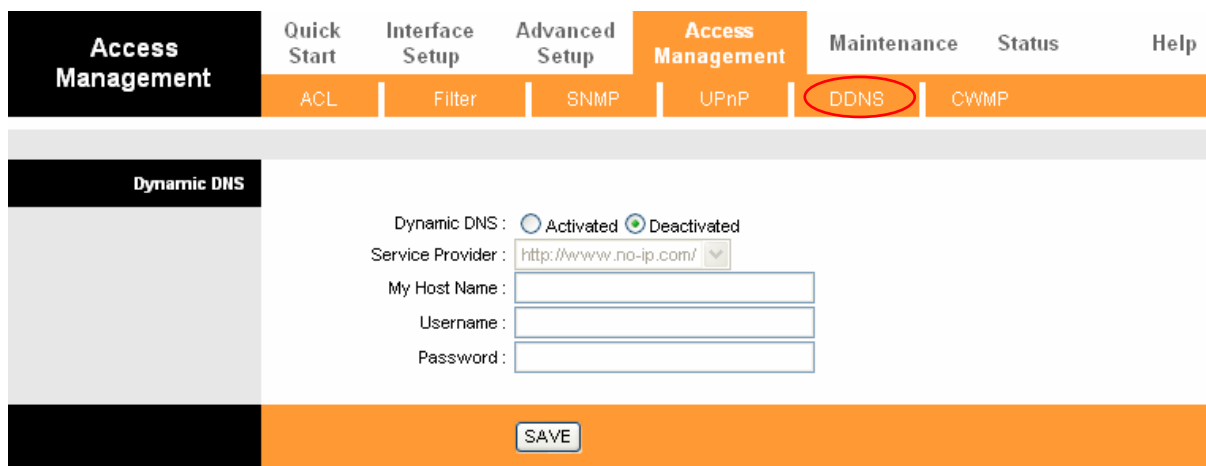 Access Management
Quick Start
Interface Setup
Advanced Setup
Access Management
Maintenance
Status
Help
ACL
Filter
SNMP
UPnP
DDNS
CWMP
Dynamic DNS
Dynamic DNS : Activated Deactivated
Service Provider : http://www.no-ip.com/
My Host Name :
Username :
Password :
SAVE